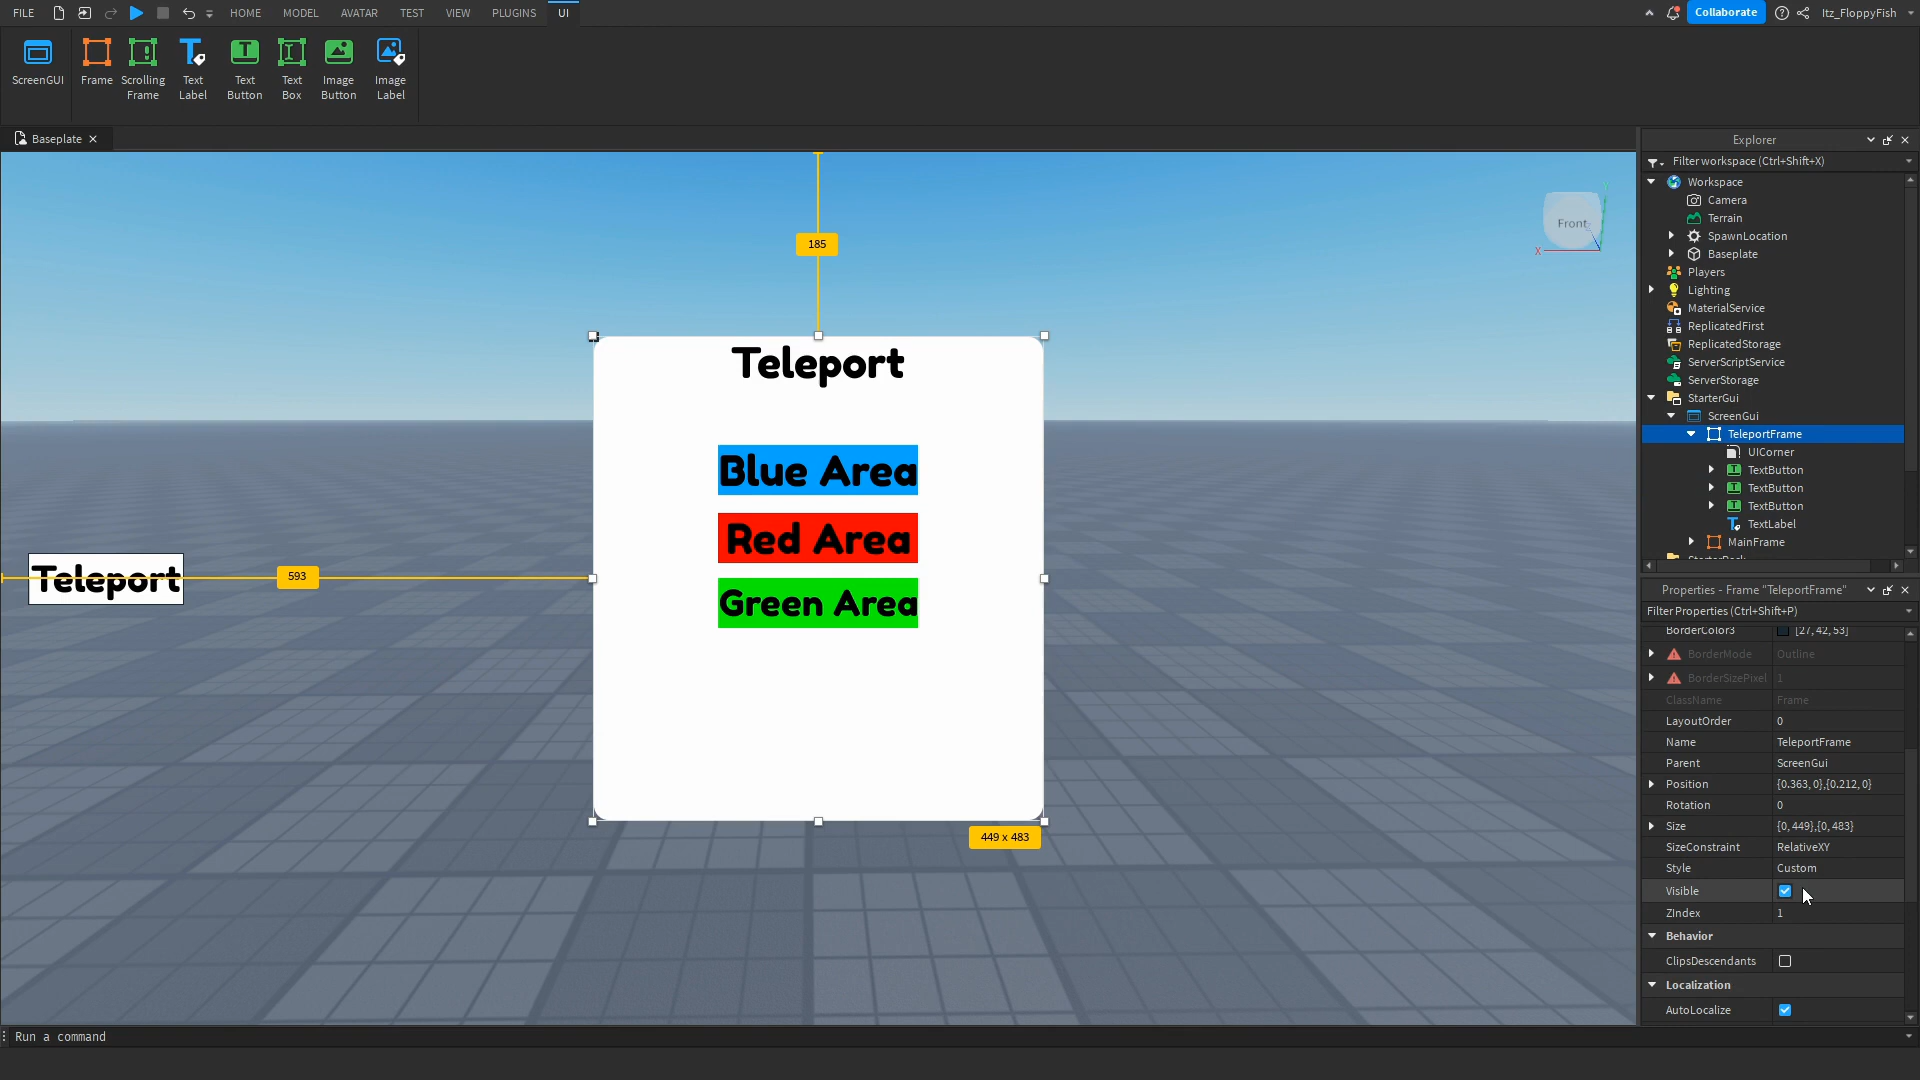 FILE HOME MODEL AVATAR TEST VIEW PLUGINS UI Collaborate Itz_FloppyFish
ScreenGUI Frame Scrolling Frame Text Label Text Button Text Box Image Button Image Label
Baseplate
185
Front
X
Teleport
Blue Area
Red Area
Green Area
Teleport
593
449 x 483
Explorer
Filter workspace (Ctrl+Shift+X)
Workspace
Camera
Terrain
SpawnLocation
Baseplate
Players
Lighting
MaterialService
ReplicatedFirst
ReplicatedStorage
ServerScriptService
ServerStorage
StarterGui
ScreenGui
TeleportFrame
UICorner
TextButton
TextButton
TextButton
TextLabel
MainFrame
Properties - Frame "TeleportFrame"
Filter Properties (Ctrl+Shift+P)
BorderColor3 [27, 42, 53]
BorderMode Outline
BorderSizePixel 1
ClassName Frame
LayoutOrder 0
Name TeleportFrame
Parent ScreenGui
Position {0.363, 0},{0.212, 0}
Rotation 0
Size {0, 449},{0, 483}
SizeConstraint RelativeXY
Style Custom
Visible
ZIndex 1
Behavior
ClipsDescendants
Localization
AutoLocalize
Run a command